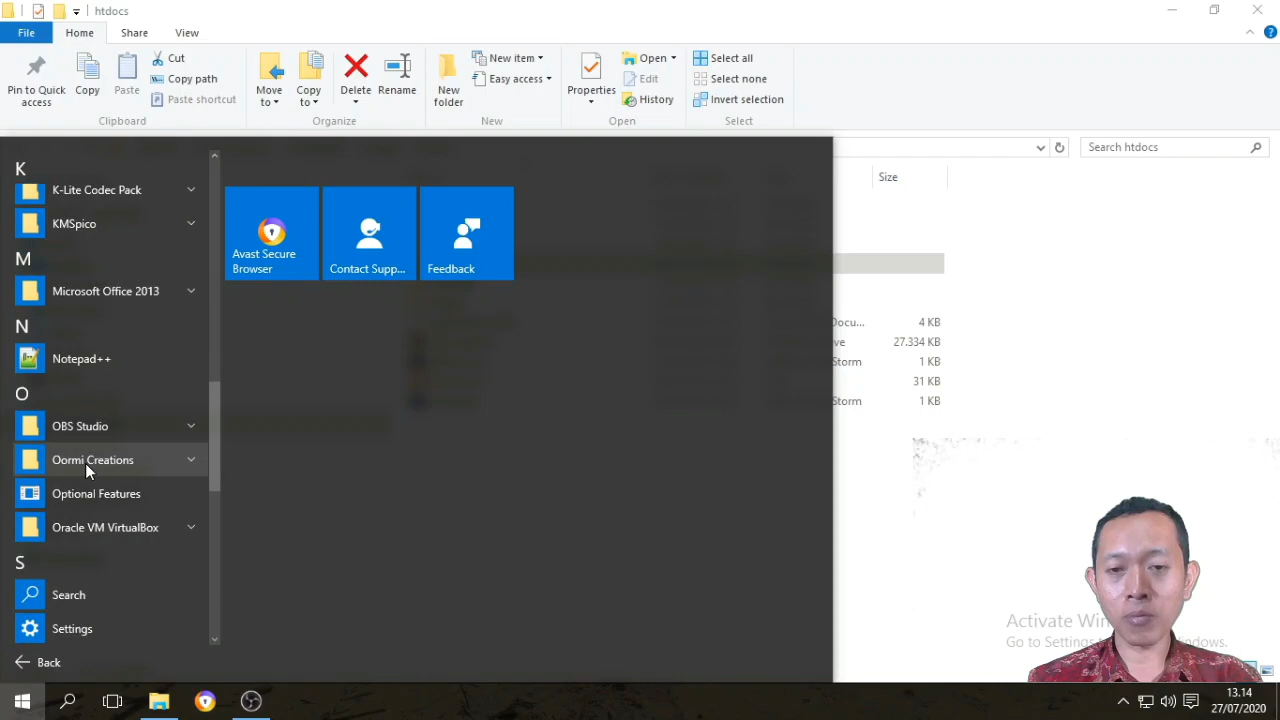 htdocs
File Home Share View
Pin to Quick access
Copy
Paste
Cut
Copy path
Paste shortcut
Clipboard
Move to
Copy to
Delete
Rename
Organize
New folder
New item
Easy access
New
Properties
Open
Edit
History
Open
Select all
Select none
Invert selection
Select
Search htdocs
Size
K
K-Lite Codec Pack
KMSpico
M
Microsoft Office 2013
N
Notepad++
O
OBS Studio
Oormi Creations
Optional Features
Oracle VM VirtualBox
S
Search
Settings
Back
Avast Secure Browser
Contact Supp...
Feedback
Docu... 4 KB
ve 27.334 KB
Storm 1 KB
31 KB
Storm 1 KB
Activate Win
Go to Settings t
dows.
13.14
27/07/2020